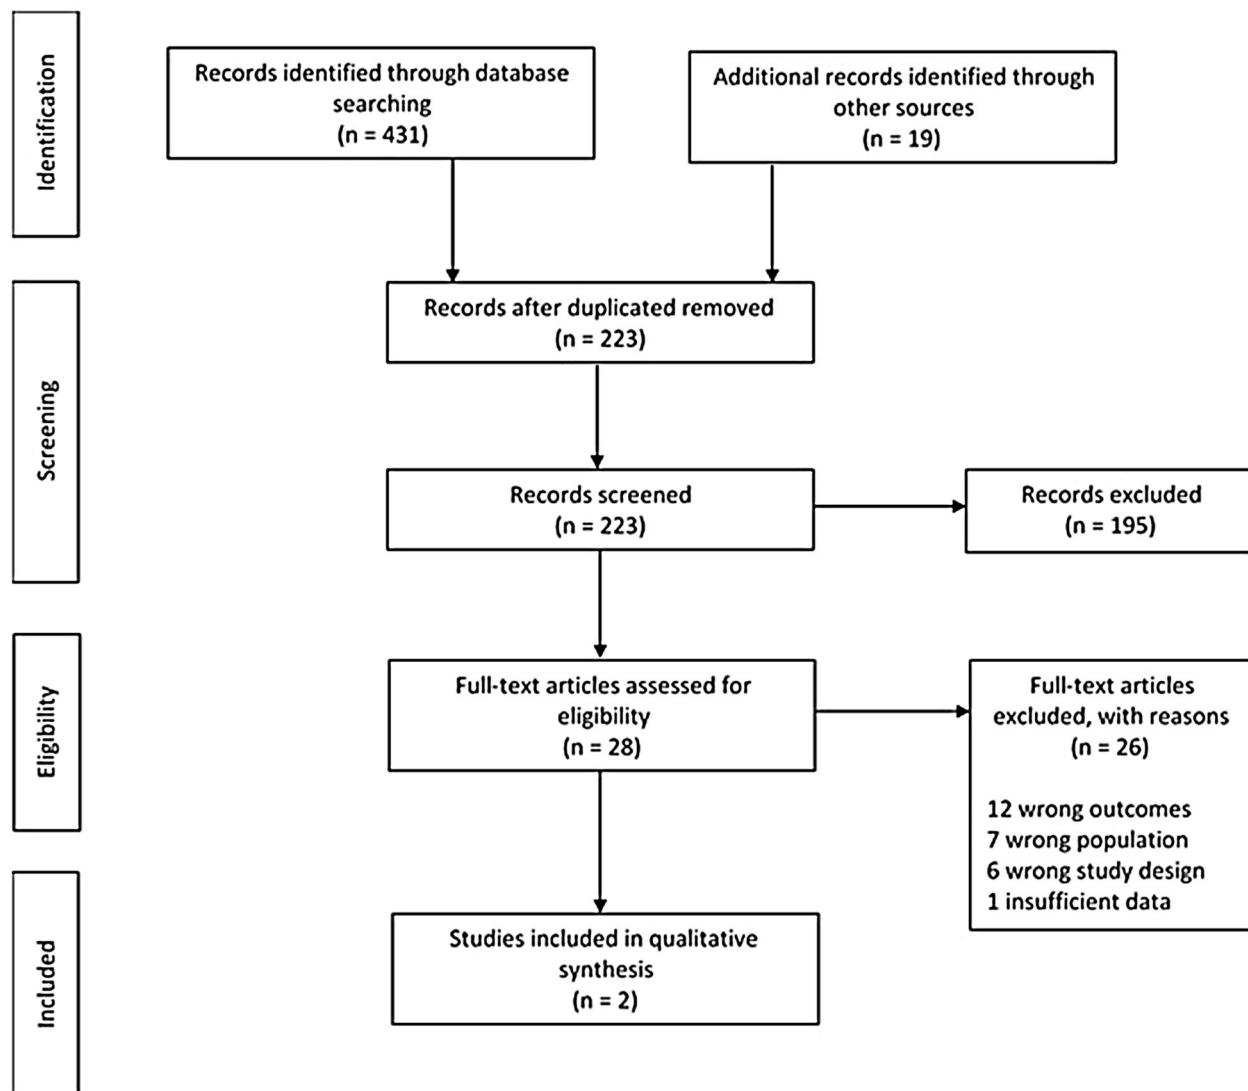 Identification
Records identified through database
searching
(n = 431)
Additional records identified through
other sources
(n = 19)
Screening
Records after duplicated removed
(n = 223)
Records screened
(n = 223)
Records excluded
(n = 195)
Eligibility
Full-text articles assessed for
eligibility
(n = 28)
Full-text articles
excluded, with reasons
(n = 26)
12 wrong outcomes
7 wrong population
6 wrong study design
1 insufficient data
Included
Studies included in qualitative
synthesis
(n = 2)